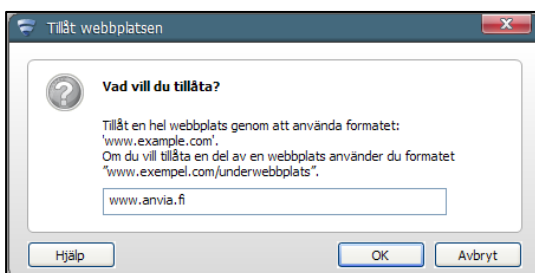 Tillåt webbplatsen
Vad vill du tillåta?
Tillåt en hel webbplats genom att använda formatet:
'www.example.com'.
Om du vill tillåta en del av en webbplats använder du formatet
"www.exempel.com/underwebbplats".
www.anvia.fi
Hjälp OK Avbryt